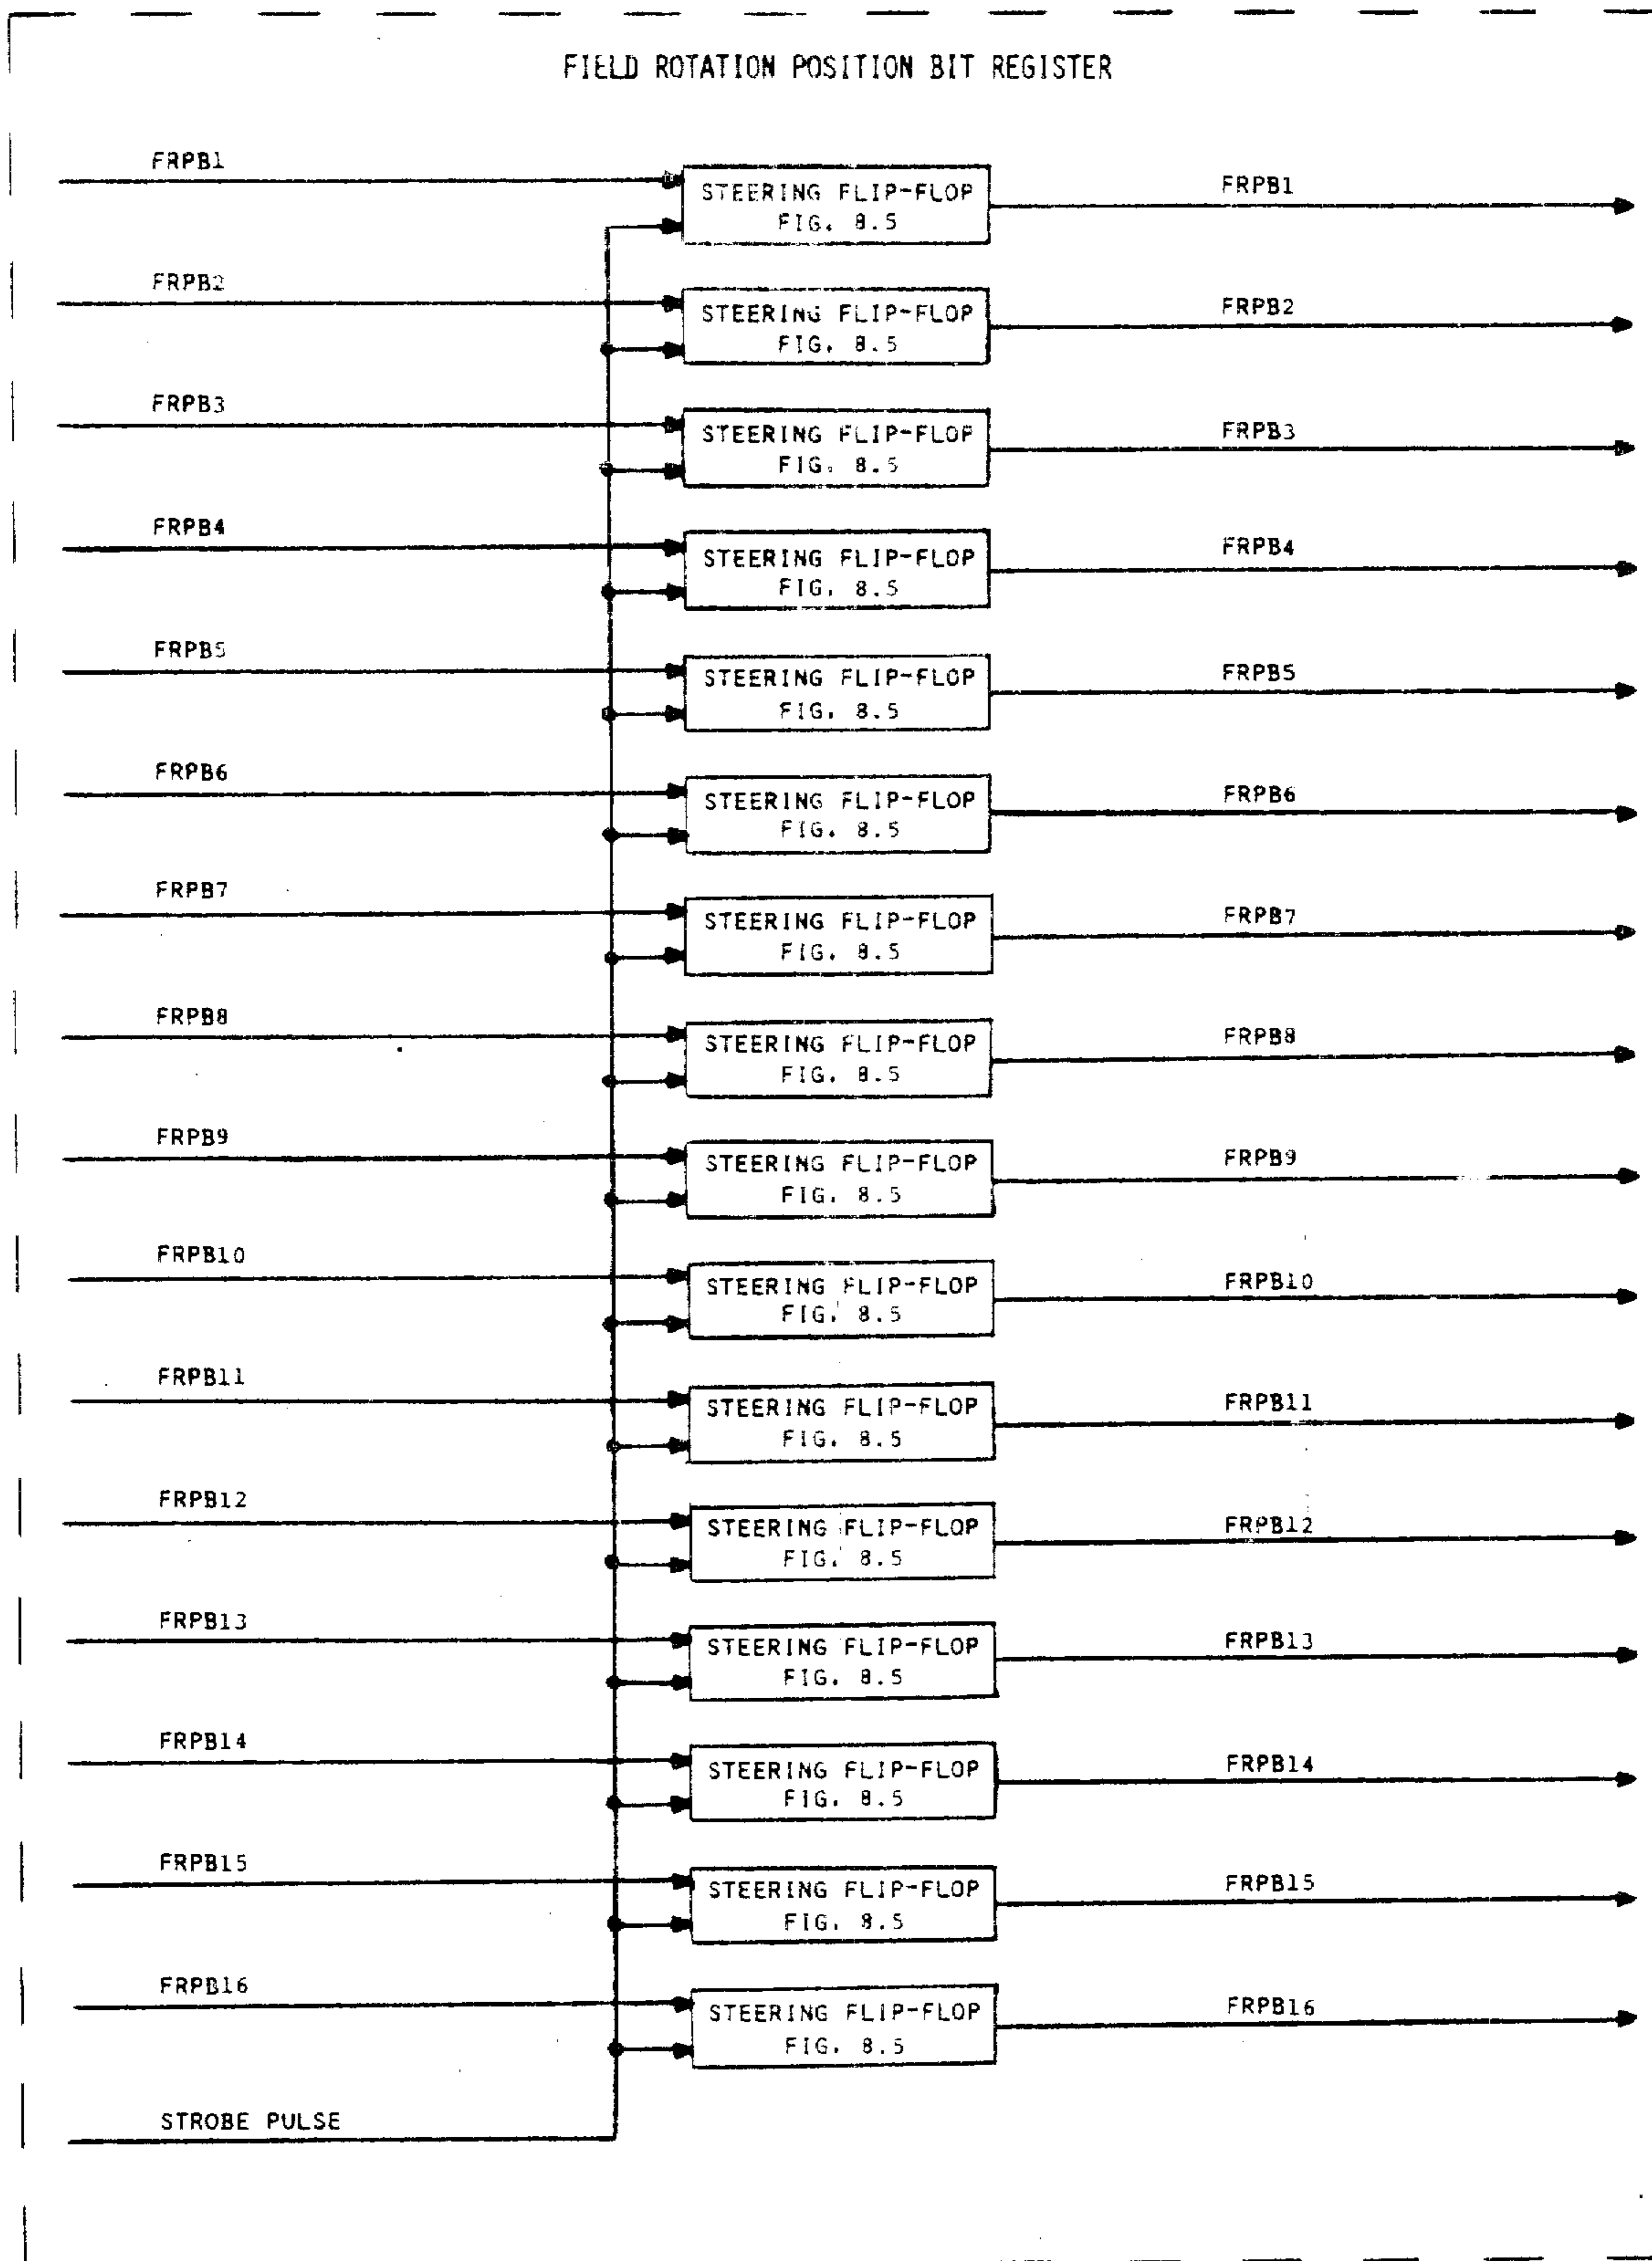 FIELD ROTATION POSITION BIT REGISTER
FRPB1
STEERING FLIP-FLOP
FIG. 8.5
FRPB1
FRPB2
STEERING FLIP-FLOP
FIG. 8.5
FRPB2
FRPB3
STEERING FLIP-FLOP
FIG. 8.5
FRPB3
FRPB4
STEERING FLIP-FLOP
FIG. 8.5
FRPB4
FRPB5
STEERING FLIP-FLOP
FIG. 8.5
FRPB5
FRPB6
STEERING FLIP-FLOP
FIG. 8.5
FRPB6
FRPB7
STEERING FLIP-FLOP
FIG. 8.5
FRPB7
FRPB8
STEERING FLIP-FLOP
FIG. 8.5
FRPB8
FRPB9
STEERING FLIP-FLOP
FIG. 8.5
FRPB9
FRPB10
STEERING FLIP-FLOP
FIG. 8.5
FRPB10
FRPB11
STEERING FLIP-FLOP
FIG. 8.5
FRPB11
FRPB12
STEERING FLIP-FLOP
FIG. 8.5
FRPB12
FRPB13
STEERING FLIP-FLOP
FIG. 8.5
FRPB13
FRPB14
STEERING FLIP-FLOP
FIG. 8.5
FRPB14
FRPB15
STEERING FLIP-FLOP
FIG. 8.5
FRPB15
FRPB16
STEERING FLIP-FLOP
FIG. 8.5
FRPB16
STROBE PULSE